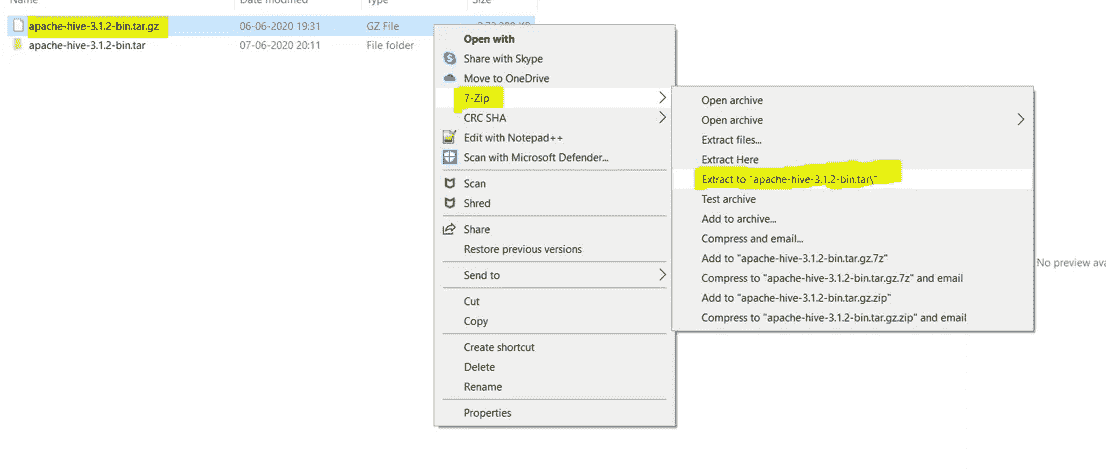 Name Date modified Type Size
apache-hive-3.1.2-bin.tar.gz 06-06-2020 19:31 GZ File
apache-hive-3.1.2-bin.tar 07-06-2020 20:11 File folder
Open with
Share with Skype
Move to OneDrive
7-Zip
CRC SHA
Edit with Notepad++
Scan with Microsoft Defender...
Scan
Shred
Share
Restore previous versions
Send to
Cut
Copy
Create shortcut
Delete
Rename
Properties
Open archive
Open archive
Extract files...
Extract Here
Extract to "apache-hive-3.1.2-bin.tar\"
Test archive
Add to archive...
Compress and email...
Add to "apache-hive-3.1.2-bin.tar.gz.7z"
Compress to "apache-hive-3.1.2-bin.tar.gz.7z" and email
Add to "apache-hive-3.1.2-bin.tar.gz.zip"
Compress to "apache-hive-3.1.2-bin.tar.gz.zip" and email
No preview ava